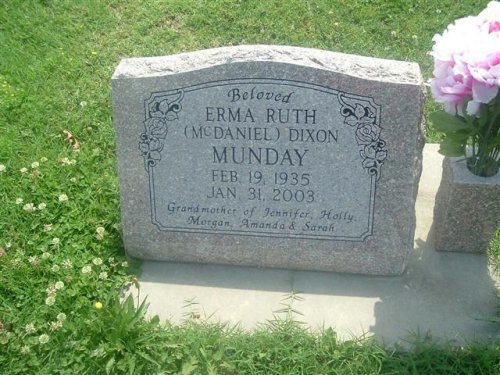 Beloved
ERMA RUTH
(McDANIEL) DIXON
MUNDAY
FEB. 19, 1935
JAN. 31, 2003
Grandmother of Jennifer, Holly,
Morgan, Amanda & Sarah